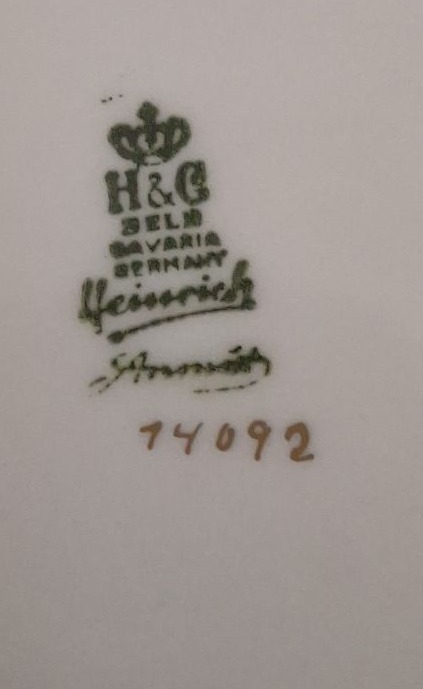 H&C
SELB
BAVARIA
GERMANY
Heinrich
14092